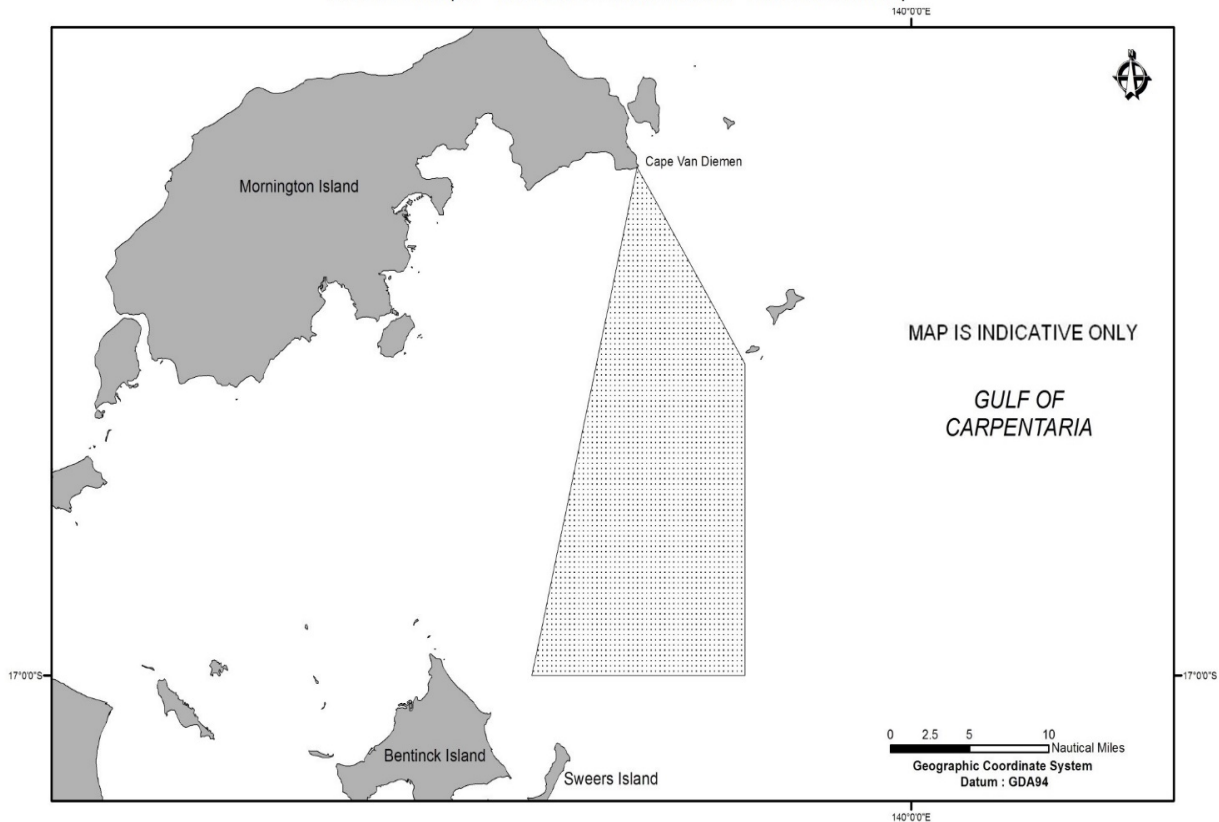 140°0'0"E
N
Cape Van Diemen
Mornington Island
MAP IS INDICATIVE ONLY
GULF OF
CARPENTARIA
17°0'0"S
17°0'0"S
0 2.5 5 10
Nautical Miles
Bentinck Island
Geographic Coordinate System
Sweers Island
Datum : GDA94
140°0'0"E